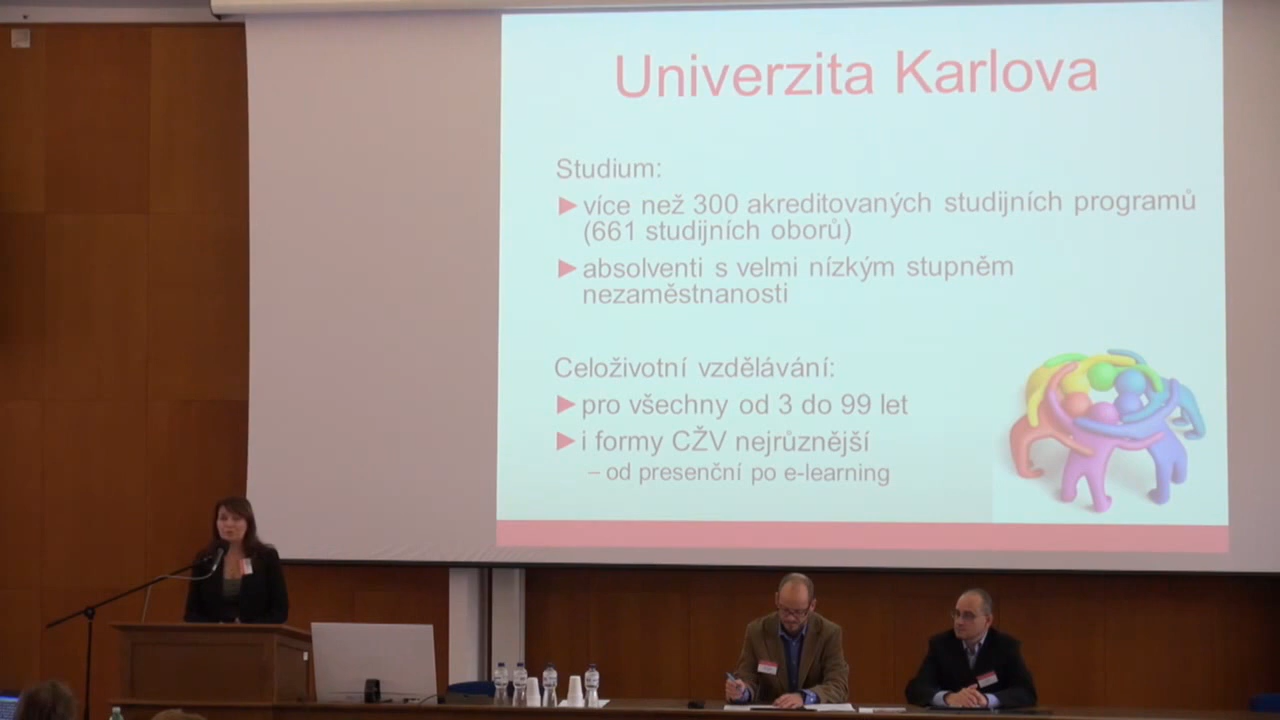 Univerzita Karlova
Studium:
více než 300 akreditovaných studijních programů
(661 studijních oborů)
absolventi s velmi nízkým stupněm
nezaměstnanosti
Celoživotní vzdělávání:
pro všechny od 3 do 99 let
i formy CŽV nejrůznější
– od presenční po e-learning